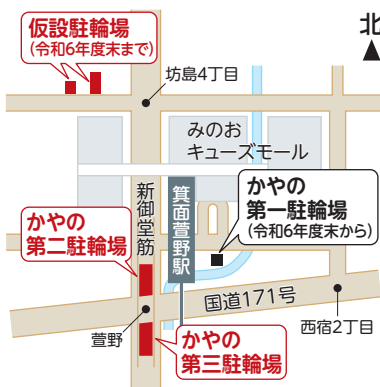 仮設駐輪場
(令和6年度末まで)
北
坊島4丁目
みのお
キューズモール
新御堂筋
箕面萱野駅
かやの
第一駐輪場
(令和6年度末から)
かやの
第二駐輪場
国道171号
萱野
西宿2丁目
かやの
第三駐輪場